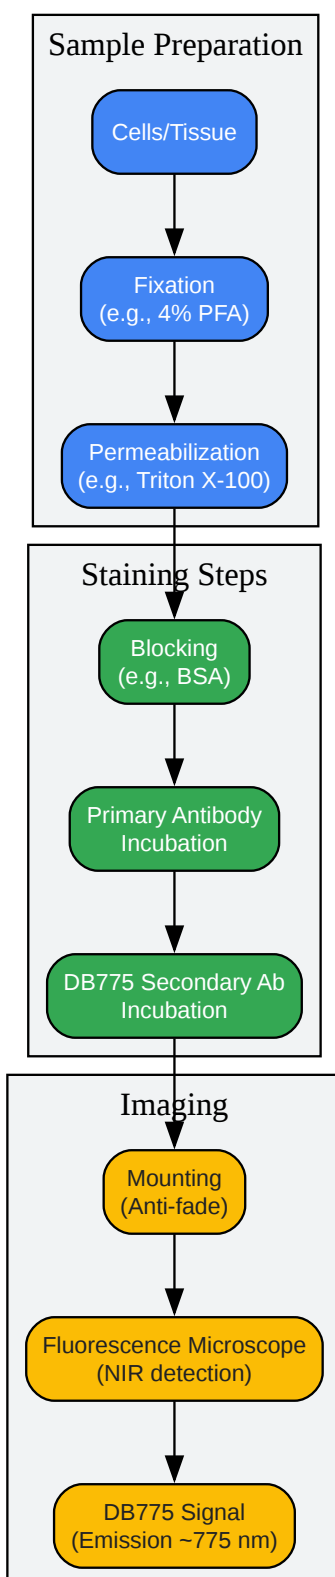 Sample Preparation
Cells/Tissue
Fixation
(e.g., 4% PFA)
Permeabilization
(e.g., Triton X-100)
Staining Steps
Blocking
(e.g., BSA)
Primary Antibody
Incubation
DB775 Secondary Ab
Incubation
Imaging
Mounting
(Anti-fade)
Fluorescence Microscope
(NIR detection)
DB775 Signal
(Emission ~775 nm)